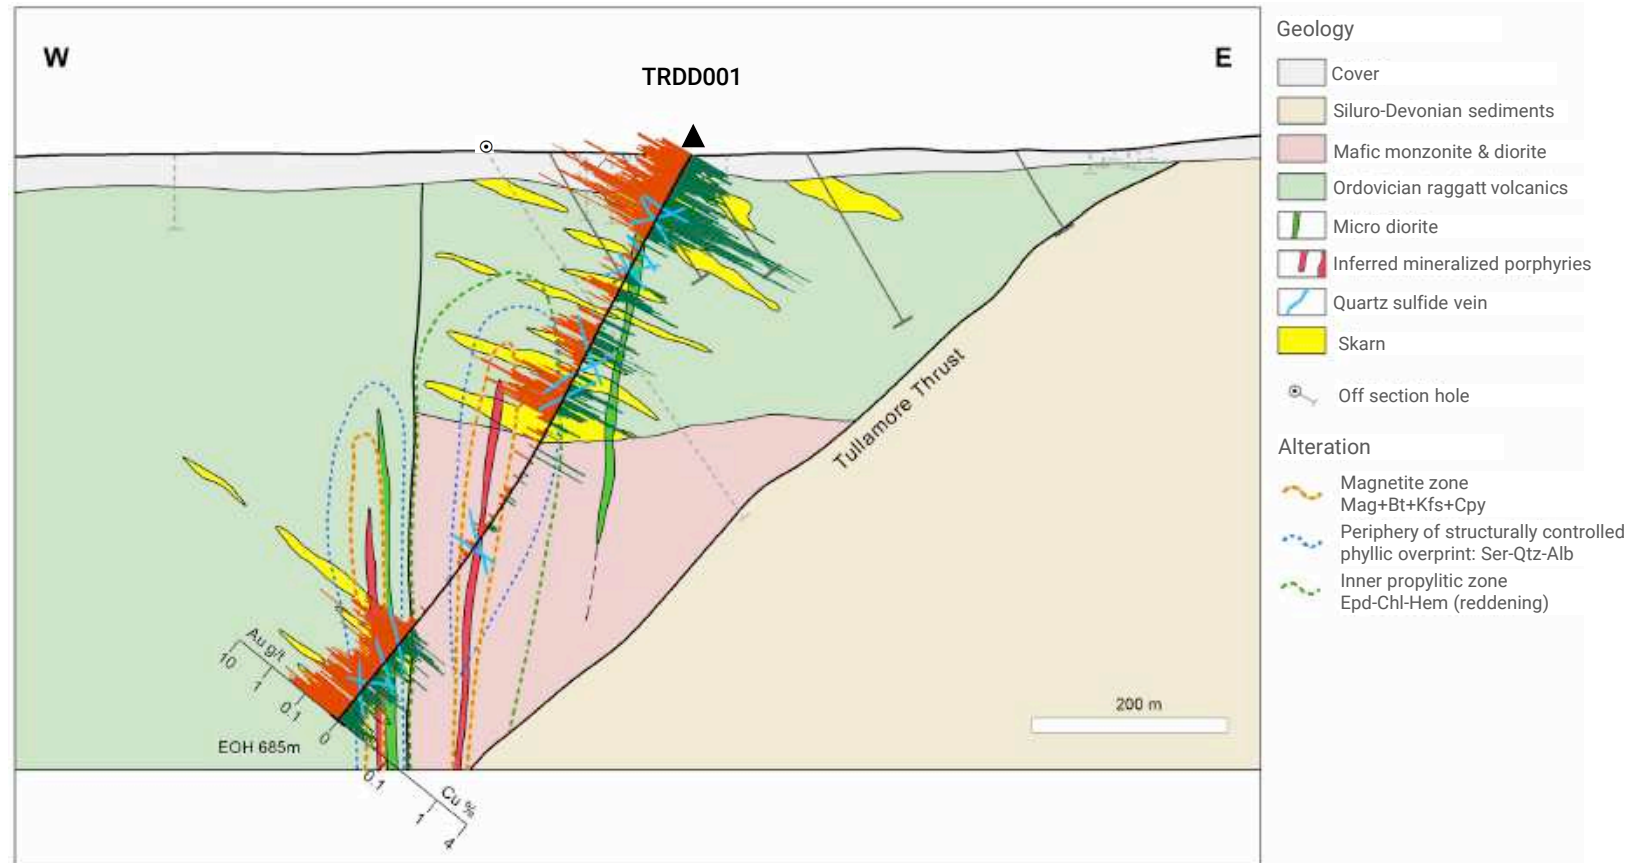 W
E
TRDD001
Tullamore Thrust
200 m
Au g/t
10
1
0.1
0
EOH 685m
0.1
1
4
Cu %
Geology
Cover
Siluro-Devonian sediments
Mafic monzonite & diorite
Ordovician raggatt volcanics
Micro diorite
Inferred mineralized porphyries
Quartz sulfide vein
Skarn
Off section hole
Alteration
Magnetite zone
Mag+Bt+Kfs+Cpy
Periphery of structurally controlled
phyllic overprint: Ser-Qtz-Alb
Inner propylitic zone
Epd-Chl-Hem (reddening)